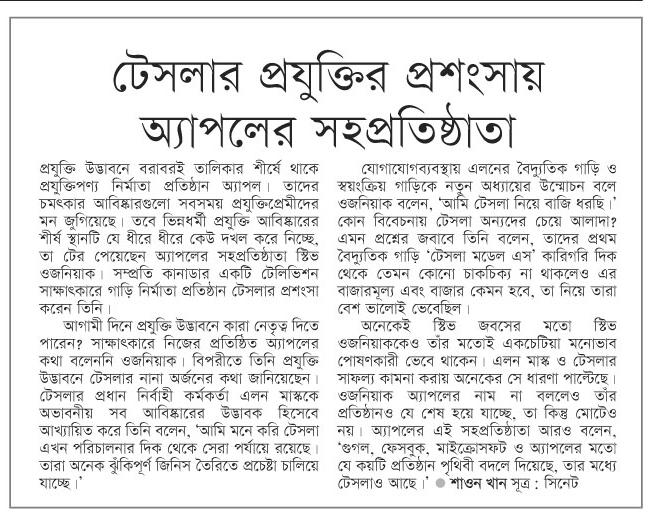 টেসলার প্রযুক্তির প্রশংসায়
অ্যাপলের সহপ্রতিষ্ঠাতা
প্রযুক্তি উদ্ভাবনে বরাবরই তালিকার শীর্ষে থাকে
প্রযুক্তিপণ্য নির্মাতা প্রতিষ্ঠান অ্যাপল। তাদের
চমৎকার আবিষ্কারগুলো সবসময় প্রযুক্তিপ্রেমীদের
মন জুগিয়েছে। তবে ভিন্নধর্মী প্রযুক্তি আবিষ্কারের
শীর্ষ স্থানটি যে ধীরে ধীরে কেউ দখল করে নিচ্ছে,
তা টের পেয়েছেন অ্যাপলের সহপ্রতিষ্ঠাতা স্টিভ
ওজনিয়াক। সম্প্রতি কানাডার একটি টেলিভিশন
সাক্ষাৎকারে গাড়ি নির্মাতা প্রতিষ্ঠান টেসলার প্রশংসা
করেন তিনি।
আগামী দিনে প্রযুক্তি উদ্ভাবনে কারা নেতৃত্ব দিতে
পারেন? সাক্ষাৎকারে নিজের প্রতিষ্ঠিত অ্যাপলের
কথা বলেননি ওজনিয়াক। বিপরীতে তিনি প্রযুক্তি
উদ্ভাবনে টেসলার নানা অর্জনের কথা জানিয়েছেন।
টেসলার প্রধান নির্বাহী কর্মকর্তা এলন মাস্ককে
অভাবনীয় সব আবিষ্কারের উদ্ভাবক হিসেবে
আখ্যায়িত করে তিনি বলেন, ‘আমি মনে করি টেসলা
এখন পরিচালনার দিক থেকে সেরা পর্যায়ে রয়েছে।
তারা অনেক ঝুঁকিপূর্ণ জিনিস তৈরিতে প্রচেষ্টা চালিয়ে
যাচ্ছে।’
যোগাযোগব্যবস্থায় এলনের বৈদ্যুতিক গাড়ি ও
স্বয়ংক্রিয় গাড়িকে নতুন অধ্যায়ের উন্মোচন বলে
ওজনিয়াক বলেন, ‘আমি টেসলা নিয়ে বাজি ধরছি।’
কোন বিবেচনায় টেসলা অন্যদের চেয়ে আলাদা?
এমন প্রশ্নের জবাবে তিনি বলেন, তাদের প্রথম
বৈদ্যুতিক গাড়ি ‘টেসলা মডেল এস’ কারিগরি দিক
থেকে তেমন কোনো চাকচিক্য না থাকলেও এর
বাজারমূল্য এবং বাজার কেমন হবে, তা নিয়ে তারা
বেশ ভালোই ভেবেছিল।
অনেকেই স্টিভ জবসের মতো স্টিভ
ওজনিয়াককেও তাঁর মতোই একচেটিয়া মনোভাব
পোষণকারী ভেবে থাকেন। এলন মাস্ক ও টেসলার
সাফল্য কামনা করায় অনেকের সে ধারণা পাল্টেছে।
ওজনিয়াক অ্যাপলের নাম না বললেও তাঁর
প্রতিষ্ঠানও যে শেষ হয়ে যাচ্ছে, তা কিন্তু মোটেও
নয়। অ্যাপলের এই সহপ্রতিষ্ঠাতা আরও বলেন,
‘গুগল, ফেসবুক, মাইক্রোসফট ও অ্যাপলের মতো
যে কয়টি প্রতিষ্ঠান পৃথিবী বদলে দিয়েছে, তার মধ্যে
টেসলাও আছে।’ ● শাওন খান সূত্র : সিনেট